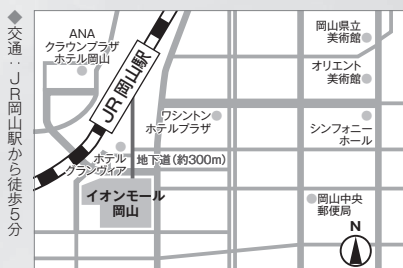 ◆交通：JR岡山駅から徒歩5分
ANA
クラウンプラザ
ホテル岡山
JR岡山駅
岡山県立
美術館
オリエント
美術館
ワシントン
ホテルプラザ
シンフォニー
ホール
ホテル
グランヴィア
地下道(約300m)
イオンモール
岡山
岡山中央
郵便局
N